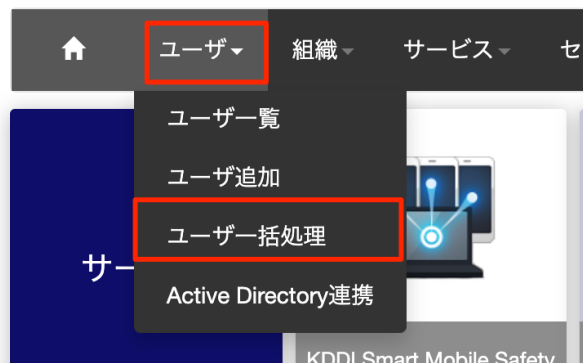 ユーザ 組織 サービス セ
ユーザ一覧
ユーザ追加
ユーザ一括処理
サー
Active Directory連携
KDDI Smart Mobile Safety